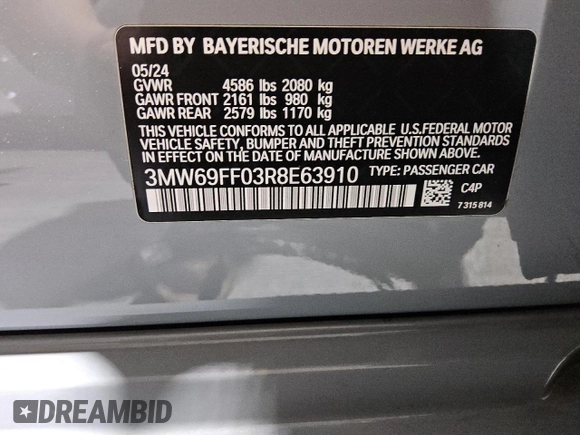 MFD BY BAYERISCHE MOTOREN WERKE AG
05/24
GVWR 4586 lbs 2080 kg
GAWR FRONT 2161 lbs 980 kg
GAWR REAR 2579 lbs 1170 kg
THIS VEHICLE CONFORMS TO ALL APPLICABLE U.S.FEDERAL MOTOR
VEHICLE SAFETY, BUMPER AND THEFT PREVENTION STANDARDS
IN EFFECT ON THE DATE OF MANUFACTURE SHOWN ABOVE.
3MW69FF03R8E63910 TYPE: PASSENGER CAR
C4P
7 315 814
DREAMBID